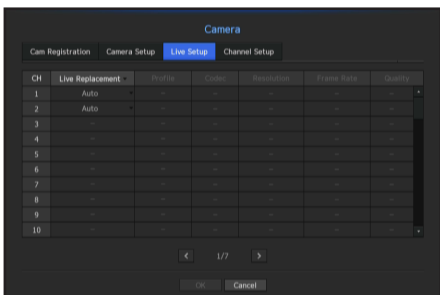 Camera
Cam Registration Camera Setup Live Setup Channel Setup
CH Live Replacement Profile Codec Resolution Frame Rate Quality
1 Auto - - - - -
2 Auto - - - - -
3 - - - - - -
4 - - - - - -
5 - - - - - -
6 - - - - - -
7 - - - - - -
8 - - - - - -
9 - - - - - -
10 - - - - - -
< 1/7 >
OK Cancel